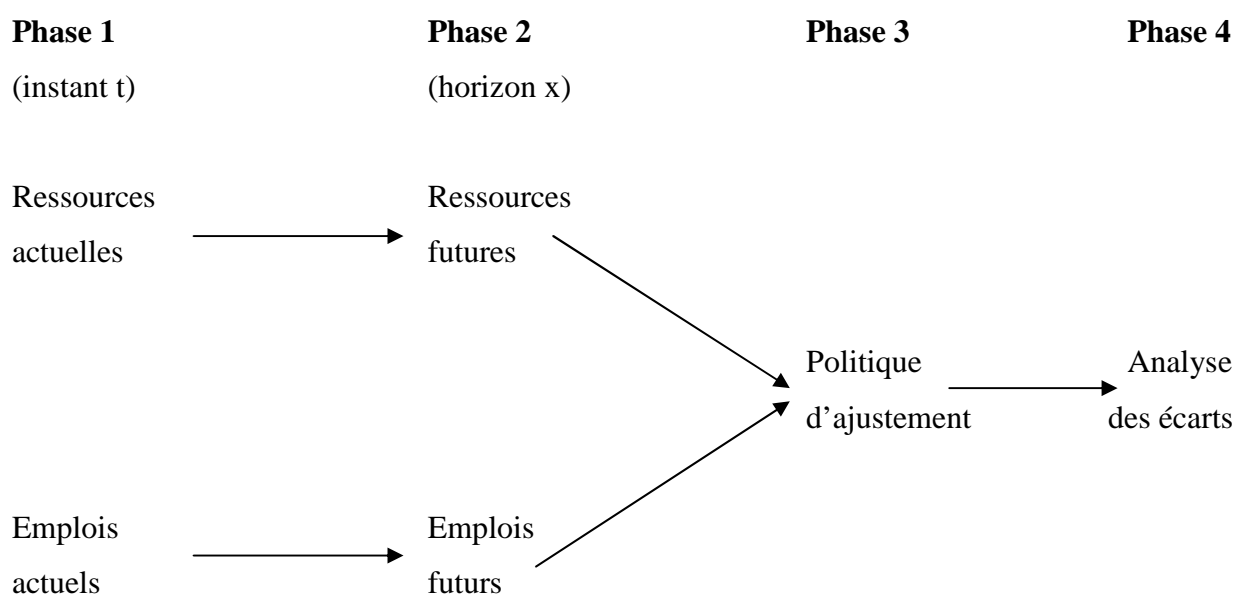 Phase 1
Phase 2
Phase 3
Phase 4
(instant t)
(horizon x)
Ressources
actuelles
Ressources
futures
Politique
d’ajustement
Analyse
des écarts
Emplois
actuels
Emplois
futurs